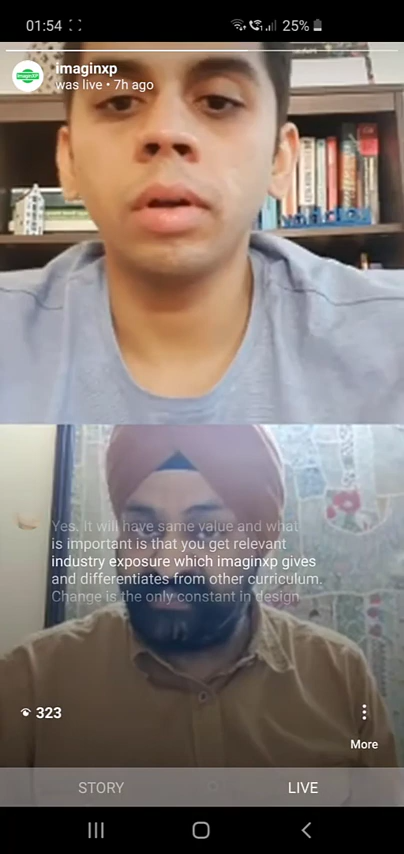 01:54 25%
imaginxp
was live • 7h ago
imaginXP
Yes. It will have same value and what
is important is that you get relevant
industry exposure which imaginxp gives
and differentiates from other curriculum.
Change is the only constant in design
323
More
STORY LIVE